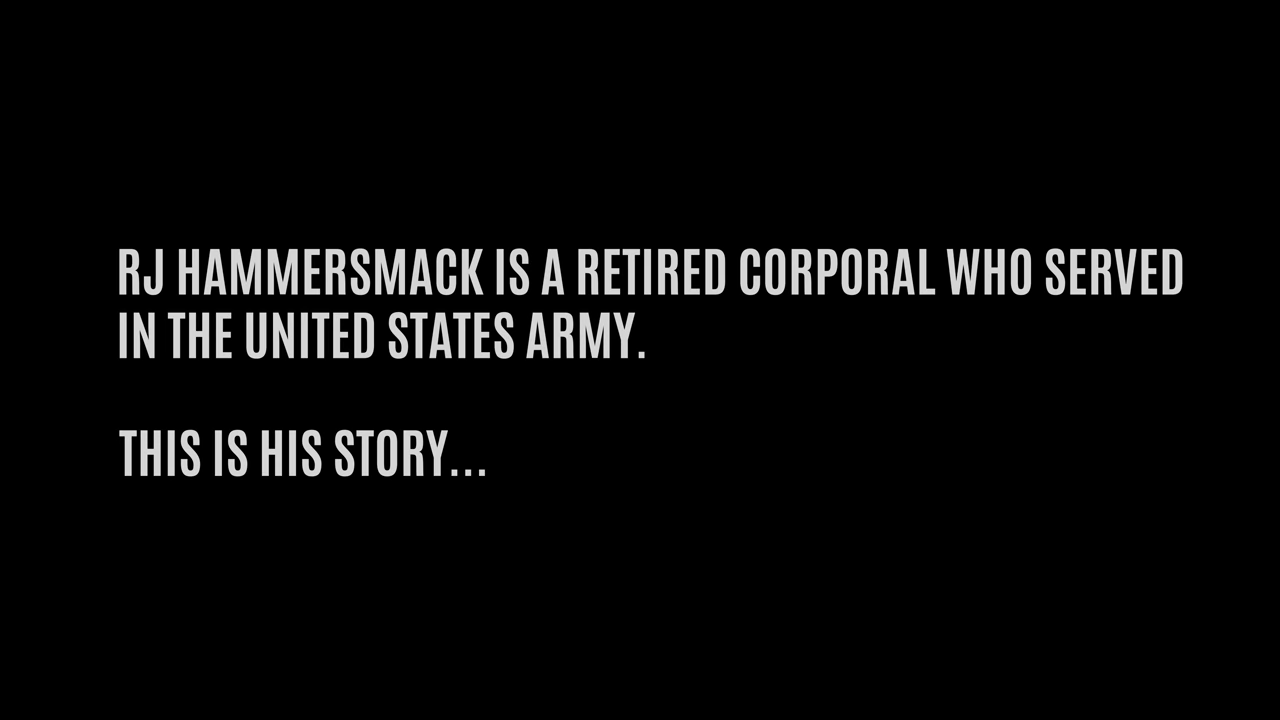 RJ HAMMERSMACK IS A RETIRED CORPORAL WHO SERVED
IN THE UNITED STATES ARMY.
THIS IS HIS STORY...